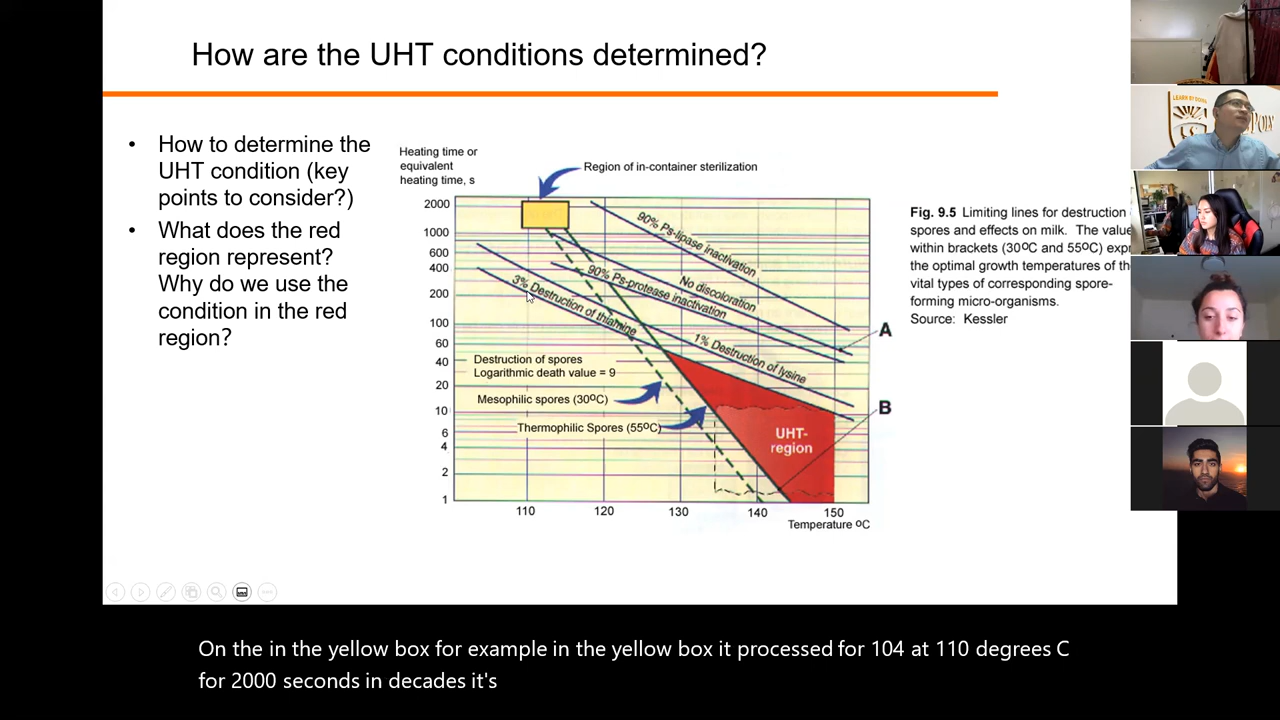 How are the UHT conditions determined?
• How to determine the
UHT condition (key
points to consider?)
• What does the red
region represent?
Why do we use the
condition in the red
region?
Heating time or
equivalent
heating time, s
Region of in-container sterilization
2000
1000
600
400
200
100
60
40
20
10
6
4
2
1
90% Ps-lipase inactivation
No discoloration
90% Ps-protease inactivation
3% Destruction of thiamine
1% Destruction of lysine
A
B
Destruction of spores
Logarithmic death value = 9
Mesophilic spores (30ºC)
Thermophilic Spores (55ºC)
UHT-
region
110 120 130 140 150
Temperature ºC
Fig. 9.5 Limiting lines for destruction
spores and effects on milk. The value
within brackets (30ºC and 55ºC) expr
the optimal growth temperatures of th
vital types of corresponding spore-
forming micro-organisms.
Source: Kessler
LEARN BY DOING
POLY
On the in the yellow box for example in the yellow box it processed for 104 at 110 degrees C
for 2000 seconds in decades it's